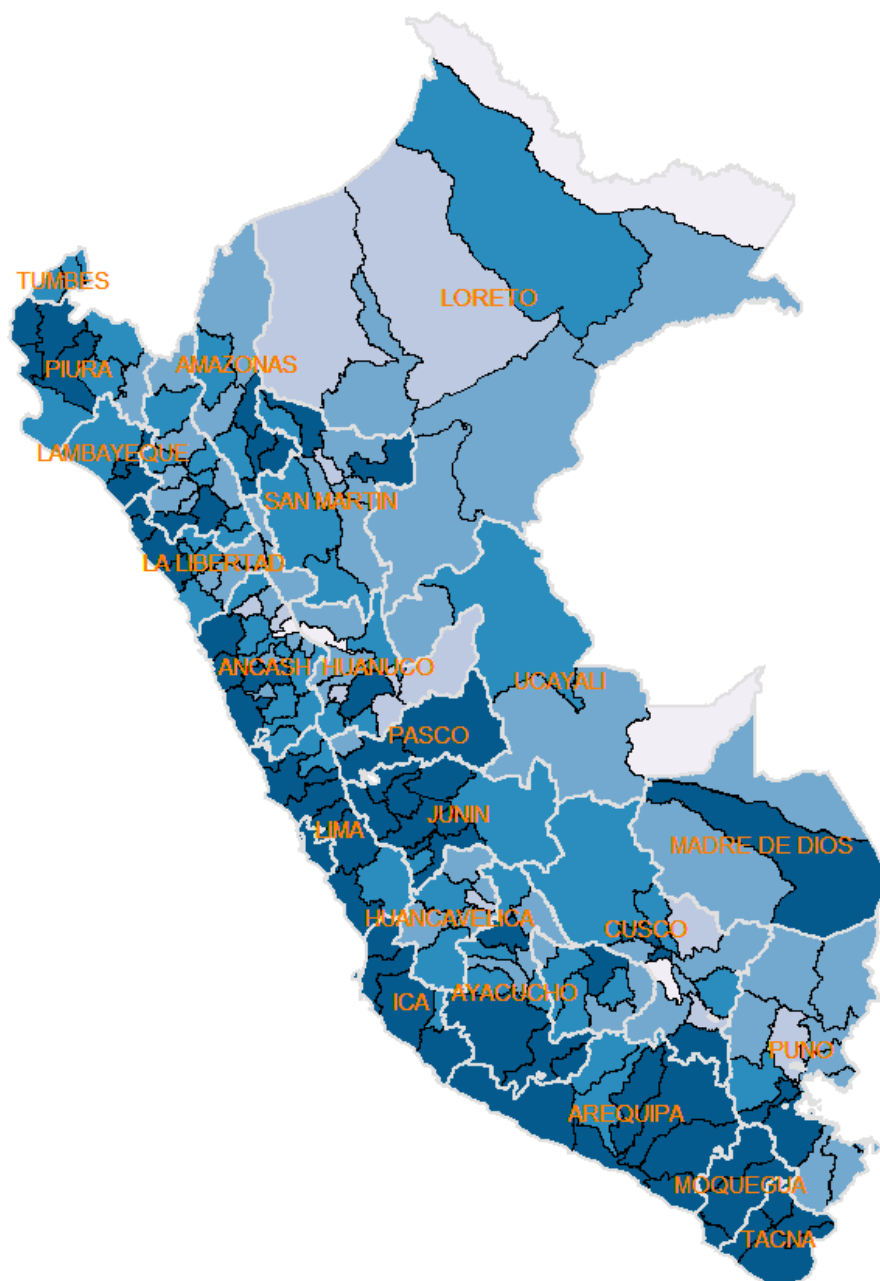 TUMBES
LORETO
PIURA
AMAZONAS
LAMBAYEQUE
SAN MARTIN
LA LIBERTAD
ANCASH
HUANUCO
UCAYALI
PASCO
JUNIN
LIMA
MADRE DE DIOS
HUANCAVELICA
CUSCO
AYACUCHO
ICA
PUNO
AREQUIPA
MOQUEGUA
TACNA